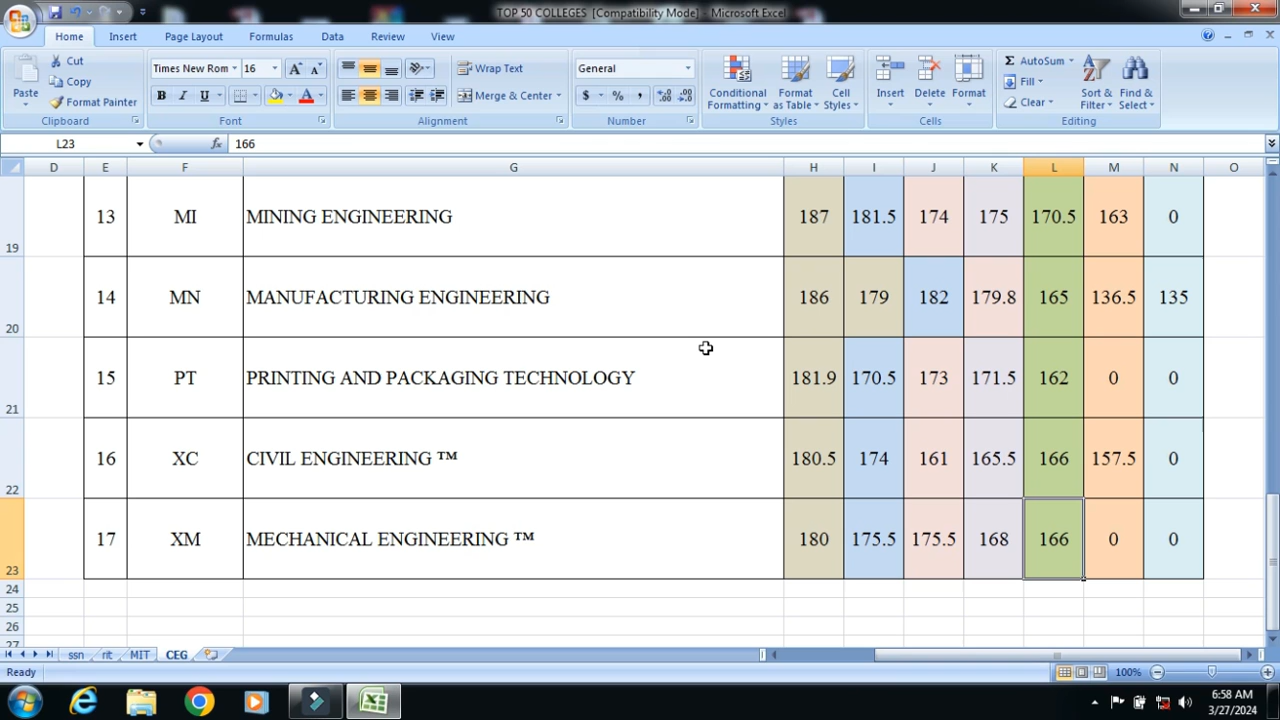 TOP 50 COLLEGES [Compatibility Mode] - Microsoft Excel
Home Insert Page Layout Formulas Data Review View
Paste
Cut
Copy
Format Painter
Clipboard
Times New Rom 16
B I U
Font
Wrap Text
Merge & Center
Alignment
General
$ % ,
Number
Conditional Formatting
Format as Table
Cell Styles
Styles
Insert Delete Format
Cells
AutoSum
Fill
Clear
Sort & Filter
Find & Select
Editing
L23 fx 166
D E F G H I J K L M N O
19 13 MI MINING ENGINEERING 187 181.5 174 175 170.5 163 0
20 14 MN MANUFACTURING ENGINEERING 186 179 182 179.8 165 136.5 135
21 15 PT PRINTING AND PACKAGING TECHNOLOGY 181.9 170.5 173 171.5 162 0 0
22 16 XC CIVIL ENGINEERING ™ 180.5 174 161 165.5 166 157.5 0
23 17 XM MECHANICAL ENGINEERING ™ 180 175.5 175.5 168 166 0 0
24
25
26
27
ssn rit MIT CEG
Ready 100%
6:58 AM
3/27/2024